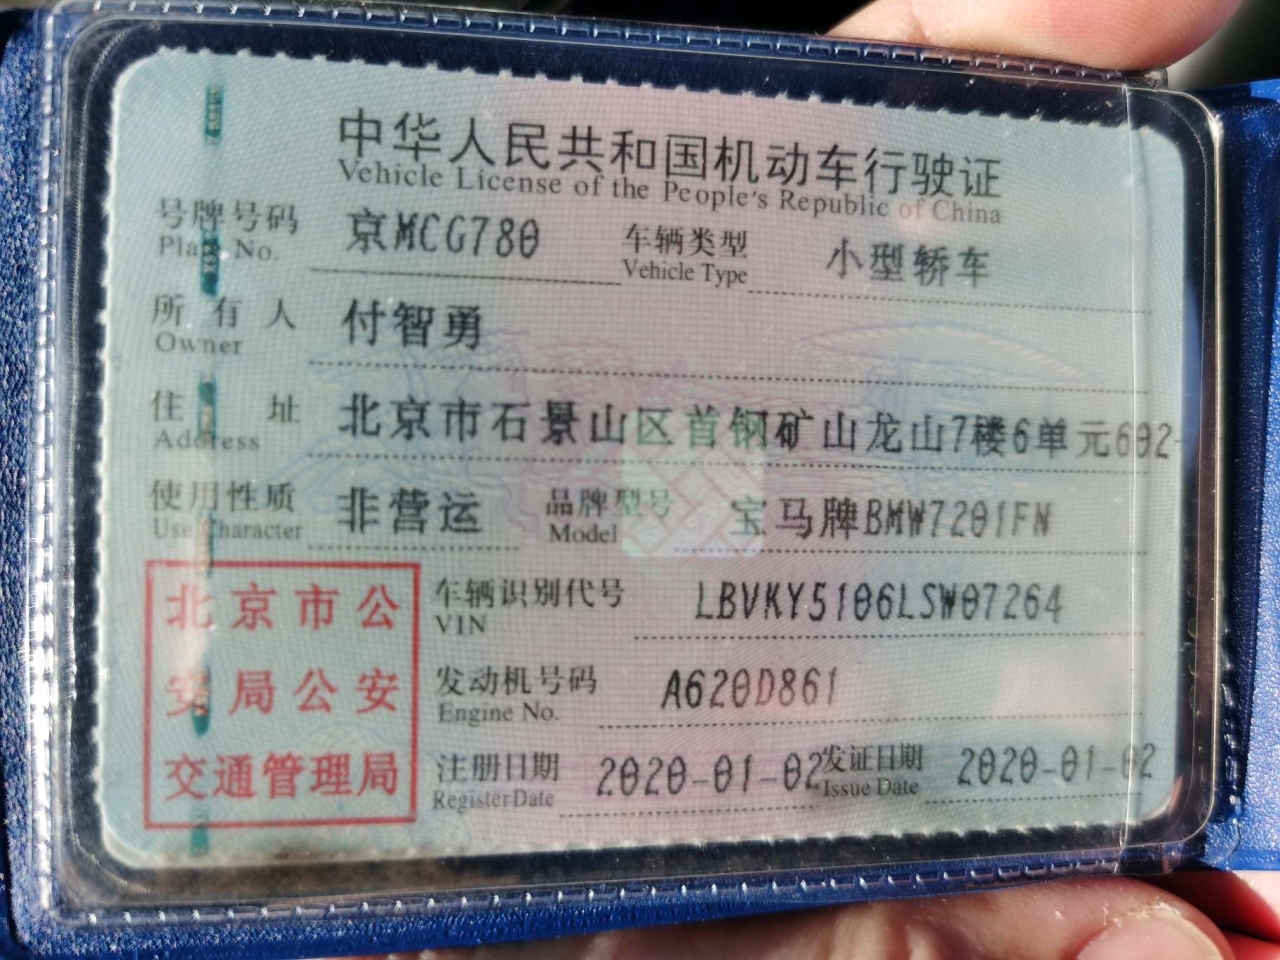 中华人民共和国机动车行驶证
Vehicle License of the People's Republic of China
号牌号码 京MCG780 车辆类型 小型轿车
Plate No. Vehicle Type
所有人 付智勇
Owner
住址 北京市石景山区首钢矿山龙山7楼6单元602
Address
使用性质 非营运 品牌型号 宝马牌BMW7201FN
Use Character Model
北京市公
安局公安
交通管理局
车辆识别代号 LBVKY5106LSW07264
VIN
发动机号码 A620D861
Engine No.
注册日期 2020-01-02 发证日期 2020-01-02
Register Date Issue Date